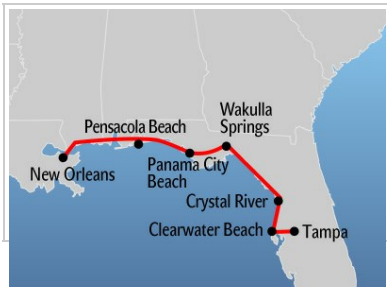 Wakulla
Springs
Pensacola Beach
New Orleans
Panama City
Beach
Crystal River
Clearwater Beach
Tampa